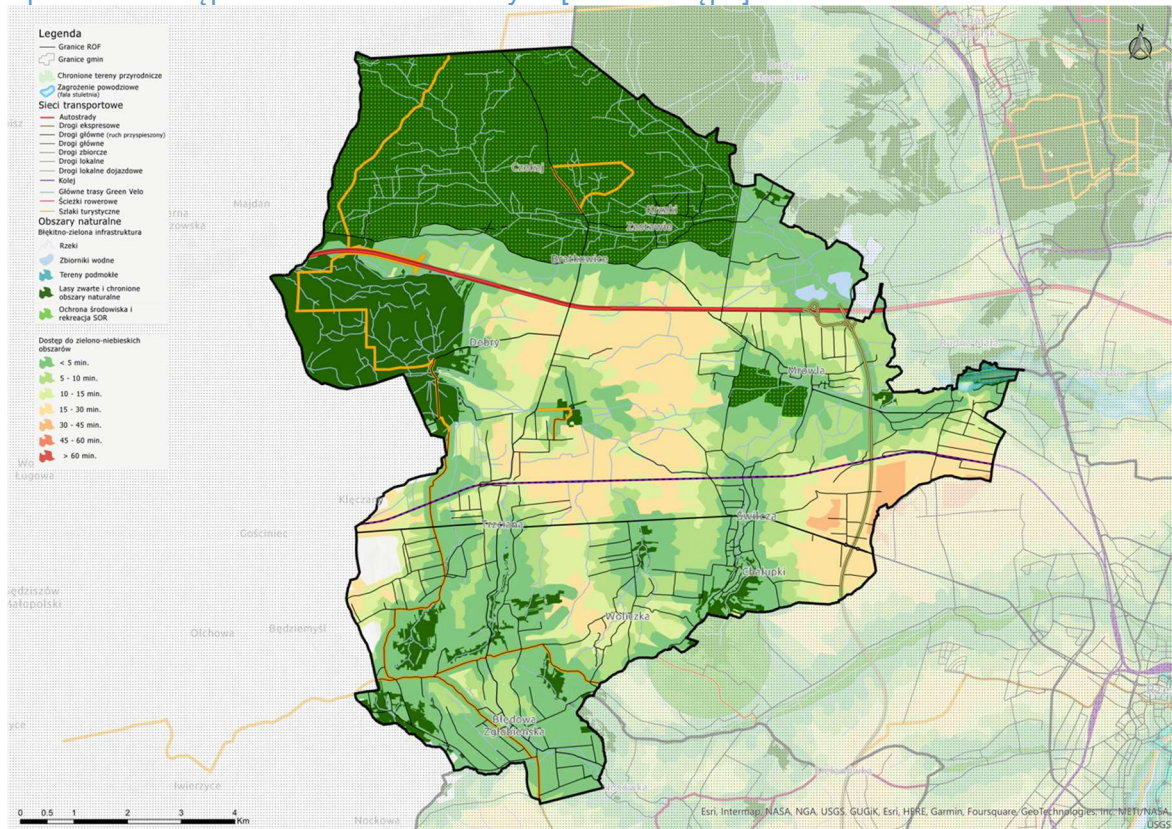 Legenda
Granice ROF
Granice gmin
Chronione tereny przyrodnicze
Zagrożenie powodziowe
(fala stuletnia)
Sieci transportowe
Autostrady
Drogi ekspresowe
Drogi główne (ruch przyspieszony)
Drogi główne
Drogi zbiorcze
Drogi lokalne
Drogi lokalne dojazdowe
Kolej
Główne trasy Green Velo
Ścieżki rowerowe
Szlaki turystyczne
Obszary naturalne
Błękitno-zielona infrastruktura
Rzeki
Zbiorniki wodne
Tereny podmokłe
Lasy zwarte i chronione
obszary naturalne
Ochrona środowiska i
rekreacja SOR
Dostęp do zielono-niebieskich
obszarów
< 5 min.
5 - 10 min.
10 - 15 min.
15 - 30 min.
30 - 45 min.
45 - 60 min.
> 60 min.
N
Majdan
Czekaj
Zastawie
Bratkowice
Dobry
Mrowla
Klęczany
Gościniec
Trzciana
Świlcza
Chałupki
Woliczka
Olchowa
Będziemyśl
Błędowa
Zgłobieńska
Iwierzyce
Nockowa
0 0.5 1 2 3 4
Km
Esri, Intermap, NASA, NGA, USGS, GUGiK, Esri, HERE, Garmin, Foursquare, GeoTechnologies, Inc, METI/NASA,
USGS